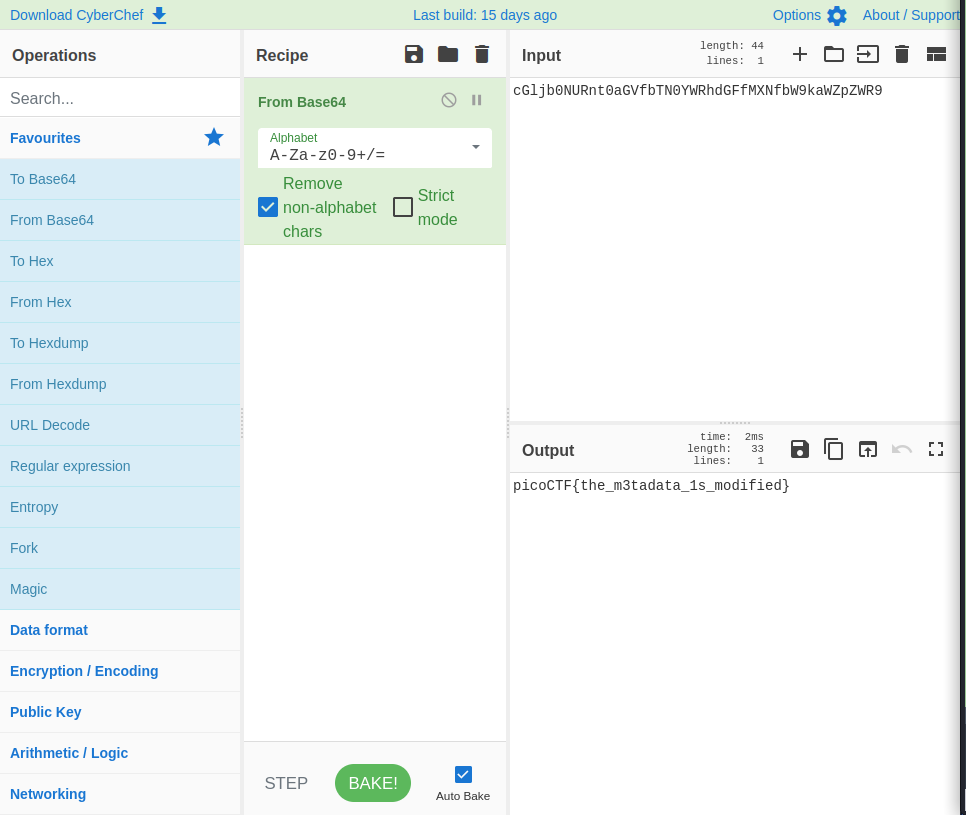 Download CyberChef
Last build: 15 days ago
Options
About / Support
Operations
Search...
Favourites
To Base64
From Base64
To Hex
From Hex
To Hexdump
From Hexdump
URL Decode
Regular expression
Entropy
Fork
Magic
Data format
Encryption / Encoding
Public Key
Arithmetic / Logic
Networking
Recipe
From Base64
Alphabet
A-Za-z0-9+/=
Remove
non-alphabet
chars
Strict
mode
STEP
BAKE!
Auto Bake
Input
length: 44
lines: 1
cGljb0NURnt0aGVfbTN0YWRhdGFfMXNfbW9kaWZpZWR9
Output
time: 2ms
length: 33
lines: 1
picoCTF{the_m3tadata_1s_modified}